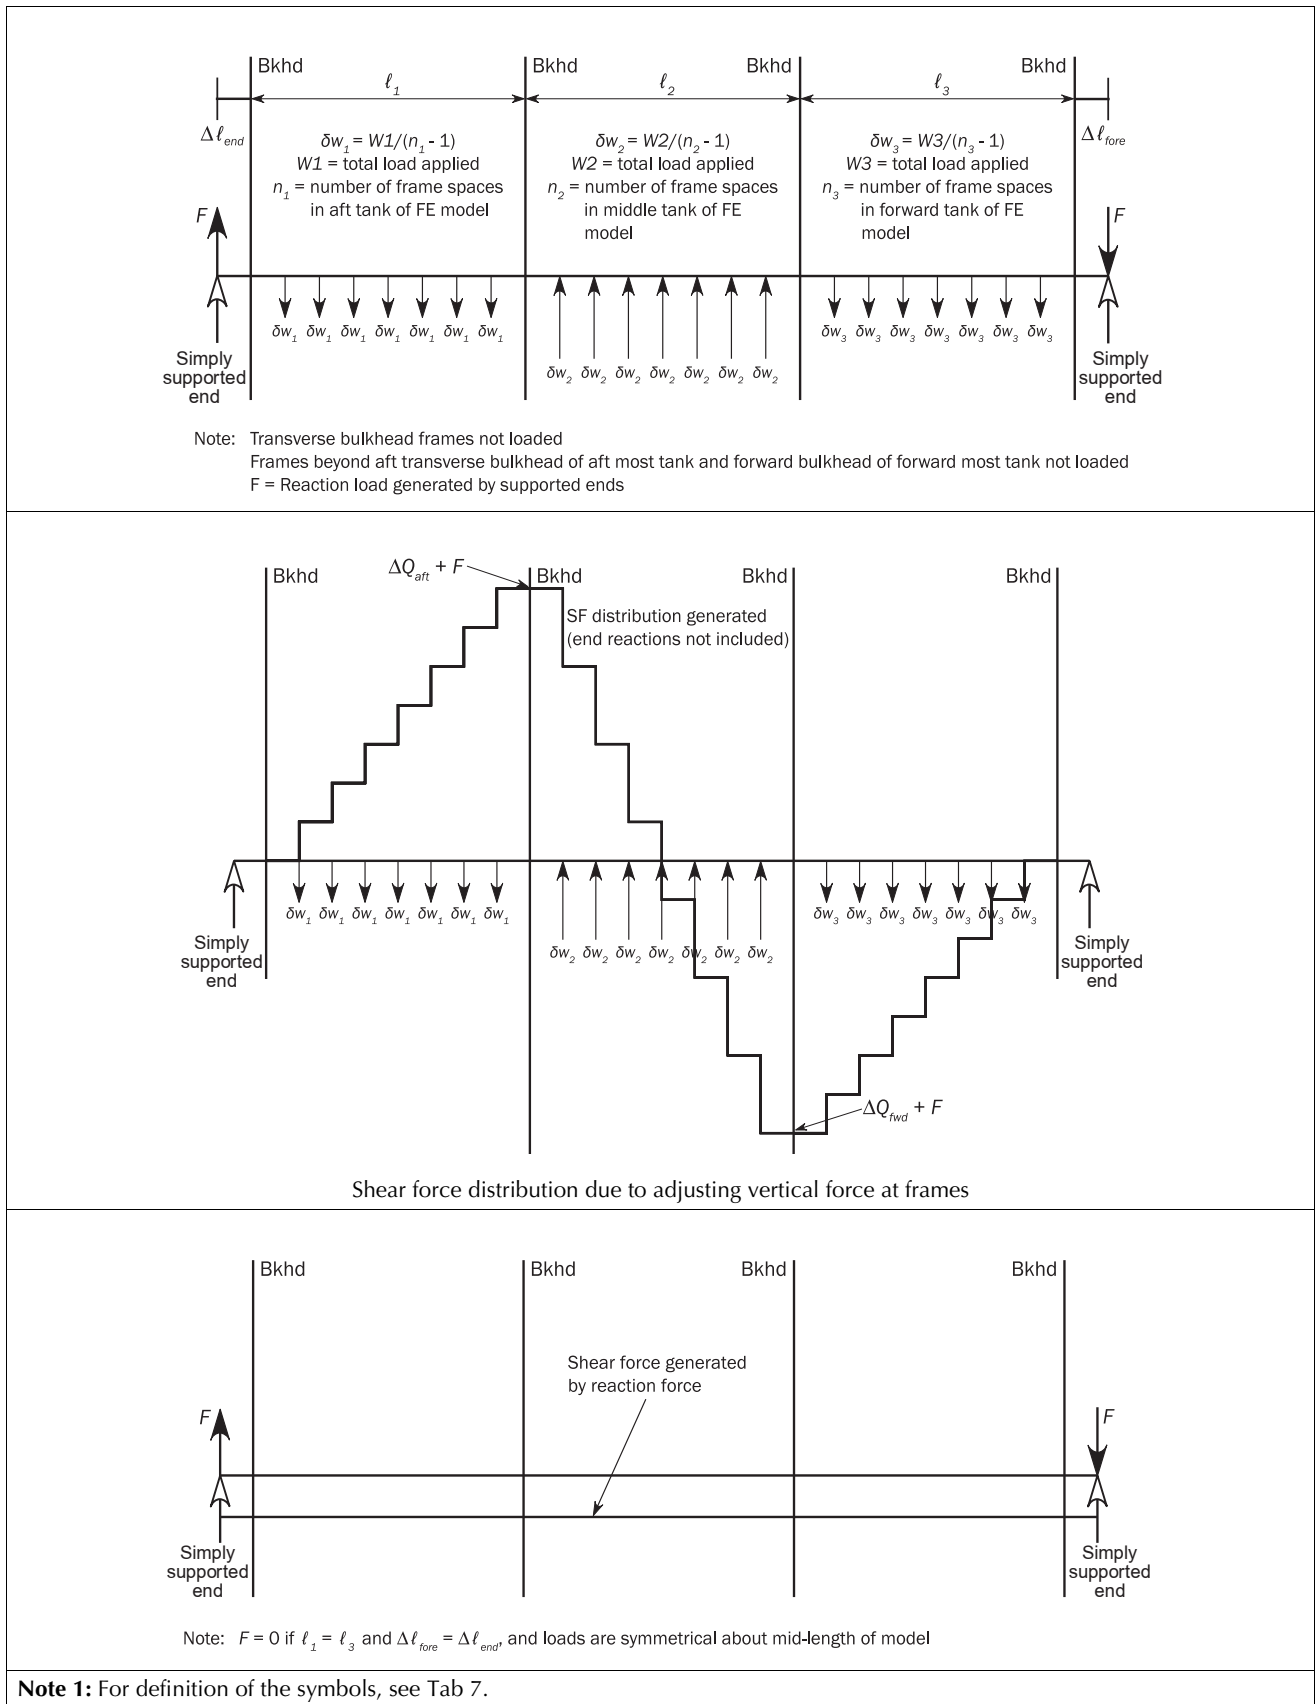 Bkhd
Bkhd
Bkhd
Bkhd
ℓ1
ℓ2
ℓ3
Δℓend
Δℓfore
δw1 = W1/(n1 - 1)
W1 = total load applied
n1 = number of frame spaces
in aft tank of FE model
δw2 = W2/(n2 - 1)
W2 = total load applied
n2 = number of frame spaces
in middle tank of FE
model
δw3 = W3/(n3 - 1)
W3 = total load applied
n3 = number of frame spaces
in forward tank of FE
model
F
F
δw1 δw1 δw1 δw1 δw1 δw1 δw1
δw2 δw2 δw2 δw2 δw2 δw2 δw2
δw3 δw3 δw3 δw3 δw3 δw3 δw3
Simply
supported
end
Simply
supported
end
Note: Transverse bulkhead frames not loaded
Frames beyond aft transverse bulkhead of aft most tank and forward bulkhead of forward most tank not loaded
F = Reaction load generated by supported ends
Bkhd
ΔQaft + F
Bkhd
Bkhd
Bkhd
SF distribution generated
(end reactions not included)
δw1 δw1 δw1 δw1 δw1 δw1 δw1
δw2 δw2 δw2 δw2 δw2 δw2 δw2
δw3 δw3 δw3 δw3 δw3 δw3 δw3
Simply
supported
end
Simply
supported
end
ΔQfwd + F
Shear force distribution due to adjusting vertical force at frames
Bkhd
Bkhd
Bkhd
Bkhd
Shear force generated
by reaction force
F
F
Simply
supported
end
Simply
supported
end
Note: F = 0 if ℓ1 = ℓ3 and Δℓfore = Δℓend, and loads are symmetrical about mid-length of model
Note 1: For definition of the symbols, see Tab 7.